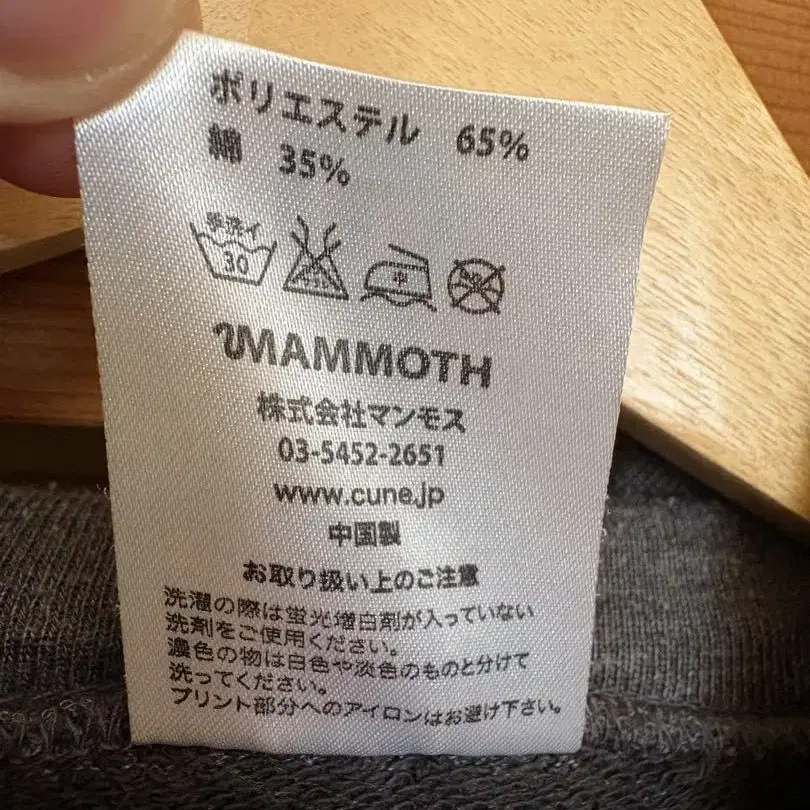 ポリエステル 65%
綿 35%
手洗イ
30
中
MAMMOTH
株式会社マンモス
03-5452-2651
www.cune.jp
中国製
お取り扱い上のご注意
洗濯の際は蛍光増白剤が入っていない
洗剤をご使用ください。
濃色の物は白色や淡色のものと分けて
洗ってください。
プリント部分へのアイロンはお避け下さい。